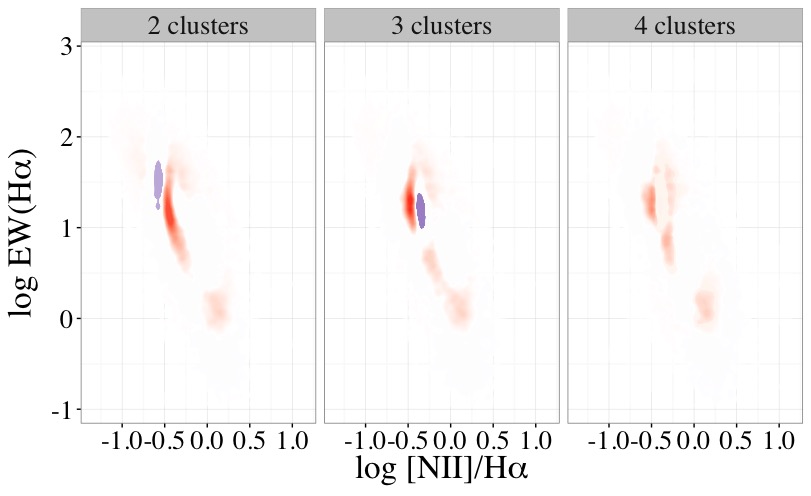 2 clusters 3 clusters 4 clusters
log EW(Hα)
3
2
1
0
-1
-1.0 -0.5 0.0 0.5 1.0 -1.0 -0.5 0.0 0.5 1.0 -1.0 -0.5 0.0 0.5 1.0
log [NII]/Hα